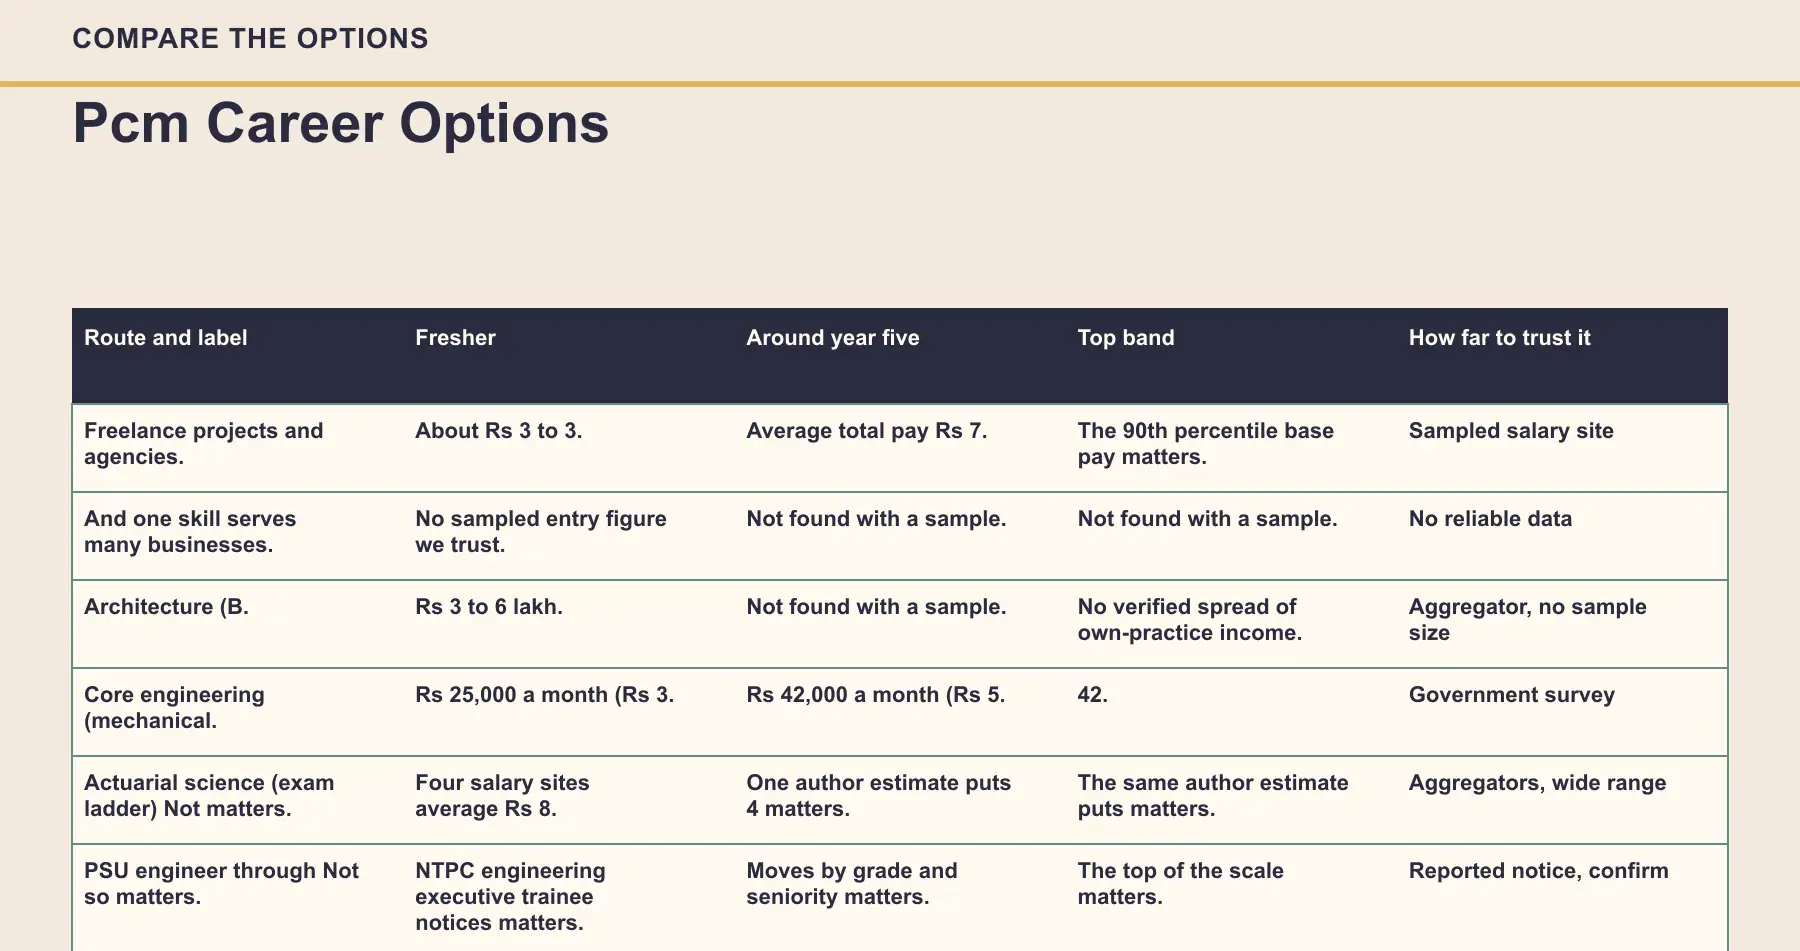 COMPARE THE OPTIONS
Pcm Career Options
Route and label
Fresher
Around year five
Top band
How far to trust it
Freelance projects and
agencies.
About Rs 3 to 3.
Average total pay Rs 7.
The 90th percentile base
pay matters.
Sampled salary site
And one skill serves
many businesses.
No sampled entry figure
we trust.
Not found with a sample.
Not found with a sample.
No reliable data
Architecture (B.
Rs 3 to 6 lakh.
Not found with a sample.
No verified spread of
own-practice income.
Aggregator, no sample
size
Core engineering
(mechanical.
Rs 25,000 a month (Rs 3.
Rs 42,000 a month (Rs 5.
42.
Government survey
Actuarial science (exam
ladder) Not matters.
Four salary sites
average Rs 8.
One author estimate puts
4 matters.
The same author estimate
puts matters.
Aggregators, wide range
PSU engineer through Not
so matters.
NTPC engineering
executive trainee
notices matters.
Moves by grade and
seniority matters.
The top of the scale
matters.
Reported notice, confirm